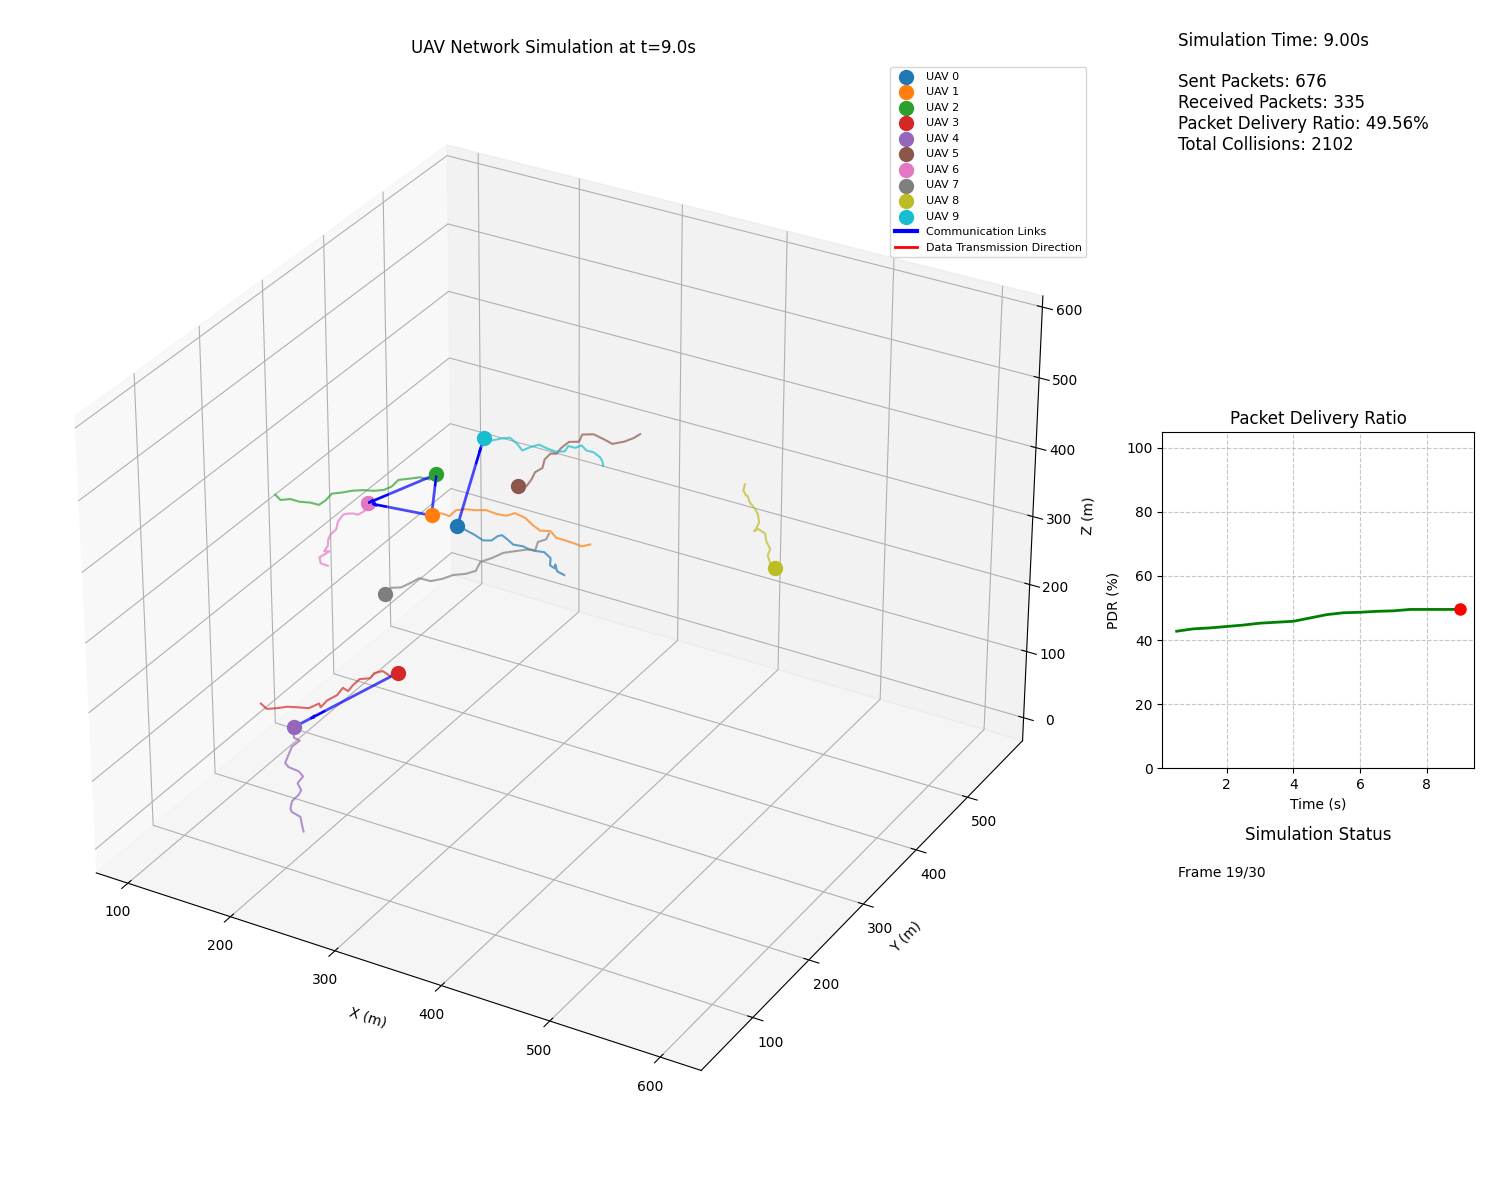 UAV Network Simulation at t=9.0s
UAV 0
UAV 1
UAV 2
UAV 3
UAV 4
UAV 5
UAV 6
UAV 7
UAV 8
UAV 9
Communication Links
Data Transmission Direction
600
500
400
300
200
100
0
Z (m)
500
400
300
200
100
Y (m)
100
200
300
400
500
600
X (m)
Simulation Time: 9.00s
Sent Packets: 676
Received Packets: 335
Packet Delivery Ratio: 49.56%
Total Collisions: 2102
Packet Delivery Ratio
100
80
60
40
20
0
PDR (%)
2
4
6
8
Time (s)
Simulation Status
Frame 19/30